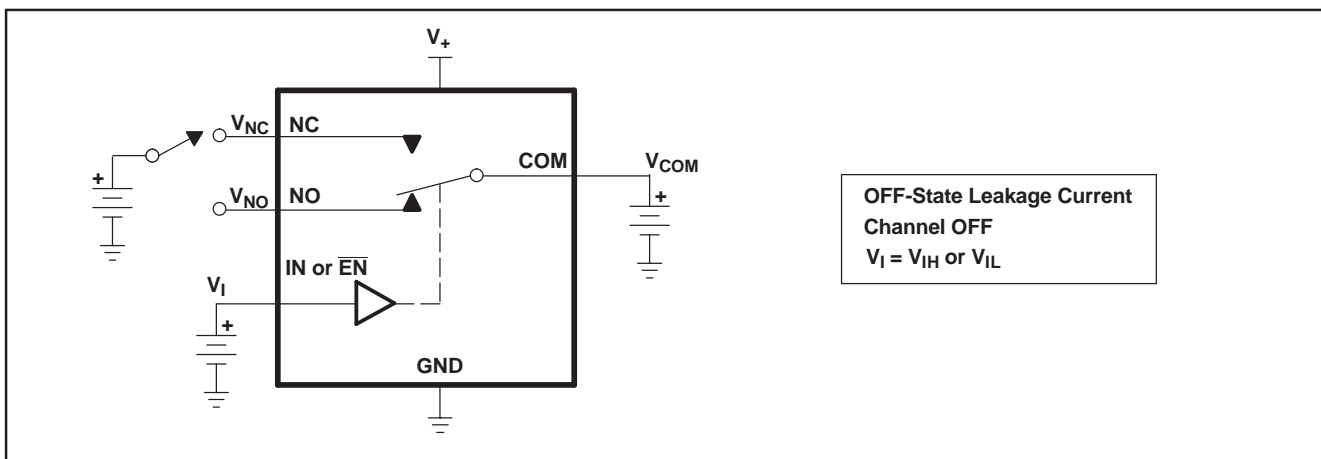 V+
VNC NC
COM VCOM
+
VNO NO
+
IN or E̅N̅
VI
+
GND
OFF-State Leakage Current
Channel OFF
VI = VIH or VIL